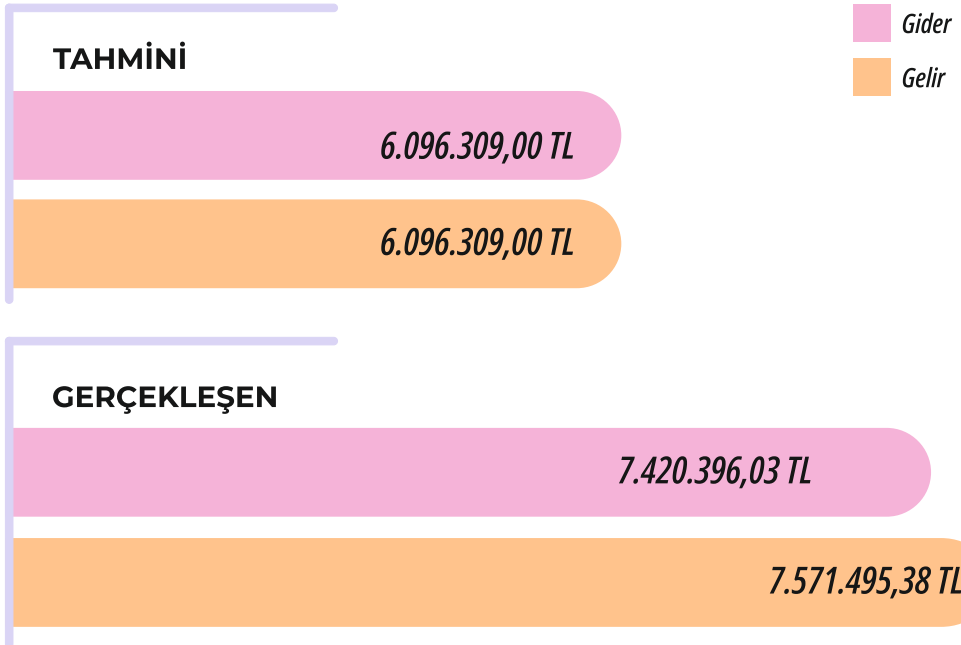 TAHMİNİ
Gider
Gelir
6.096.309,00 TL
6.096.309,00 TL
GERÇEKLEŞEN
7.420.396,03 TL
7.571.495,38 TL